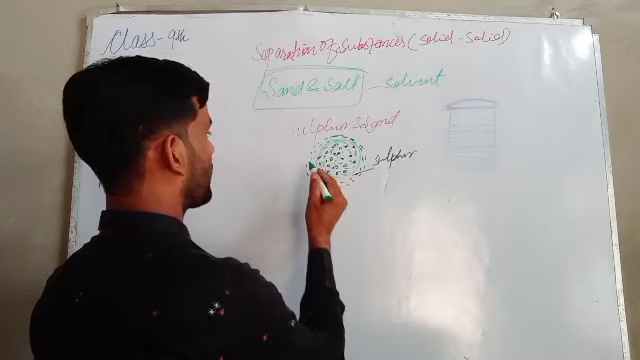 Class-9th
Separation of Substances (Solid-Solid)
Sand & Salt - Solvent
Sulphur & Sand
Sulphur